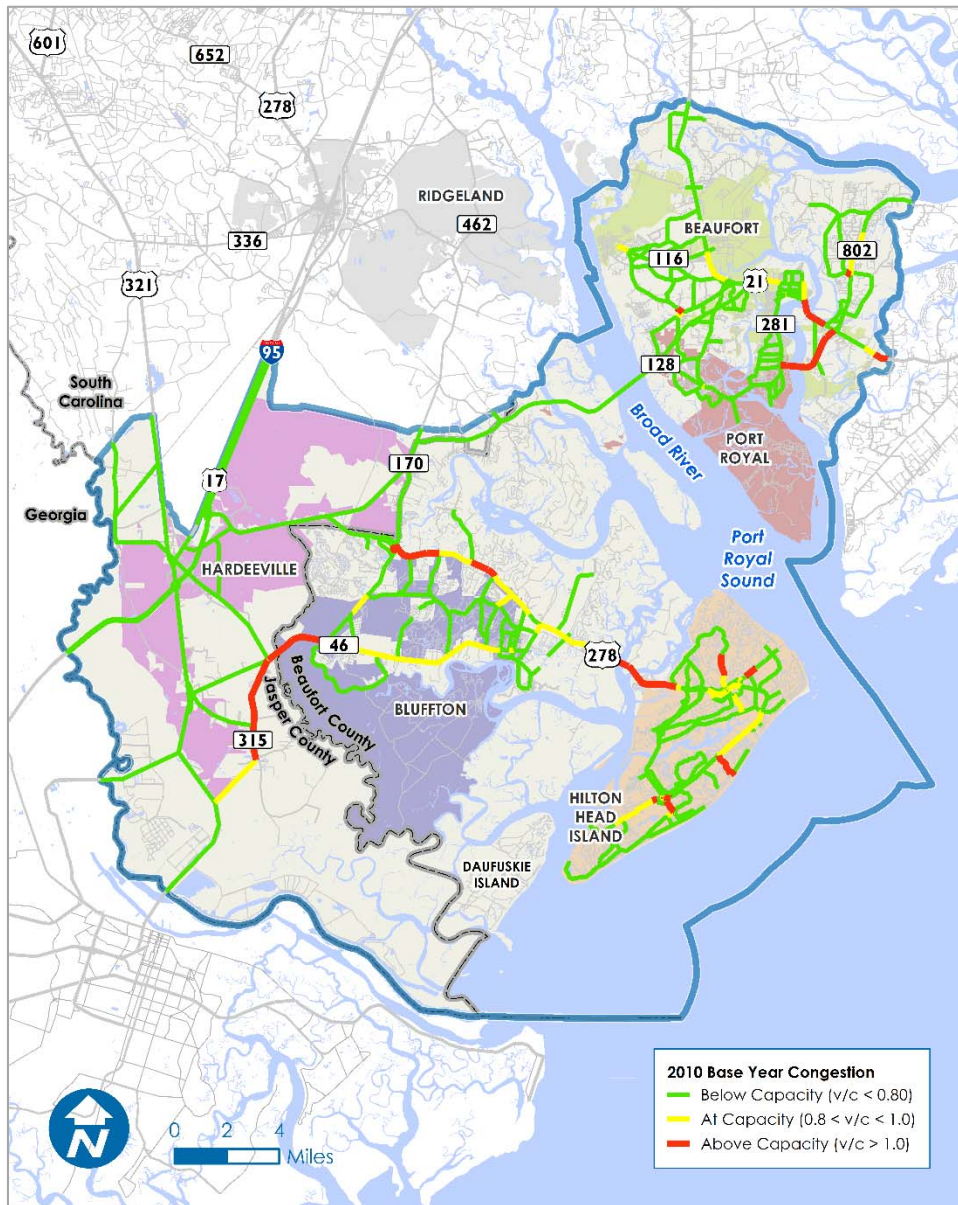 601
652
278
RIDGELAND
462
336
321
95
South
Carolina
17
Georgia
HARDEEVILLE
170
128
BEAUFORT
116
21
802
281
Broad River
PORT
ROYAL
Port
Royal
Sound
46
278
Beaufort County
Jasper County
BLUFFTON
315
HILTON
HEAD
ISLAND
DAUFUSKIE
ISLAND
N
0 2 4
Miles
2010 Base Year Congestion
Below Capacity (v/c < 0.80)
At Capacity (0.8 < v/c < 1.0)
Above Capacity (v/c > 1.0)